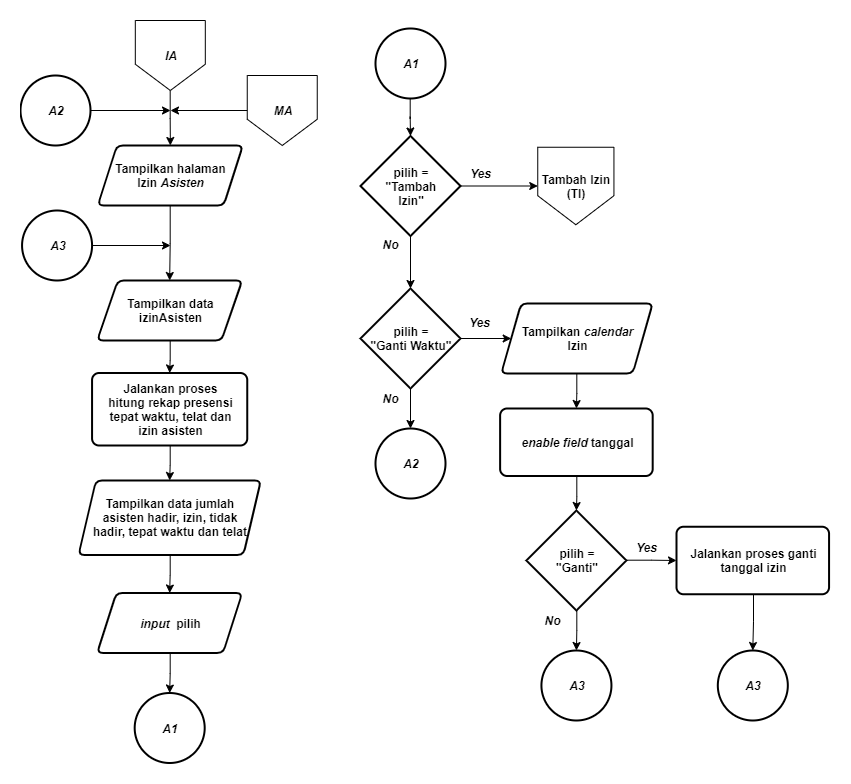 IA
A2
MA
Tampilkan halaman
Izin Asisten
A3
Tampilkan data
izinAsisten
Jalankan proses
hitung rekap presensi
tepat waktu, telat dan
izin asisten
Tampilkan data jumlah
asisten hadir, izin, tidak
hadir, tepat waktu dan telat
input pilih
A1
A1
pilih =
"Tambah
Izin"
Yes
Tambah Izin
(TI)
No
pilih =
"Ganti Waktu"
Yes
Tampilkan calendar
Izin
No
A2
enable field tanggal
pilih =
"Ganti"
Yes
Jalankan proses ganti
tanggal izin
No
A3
A3